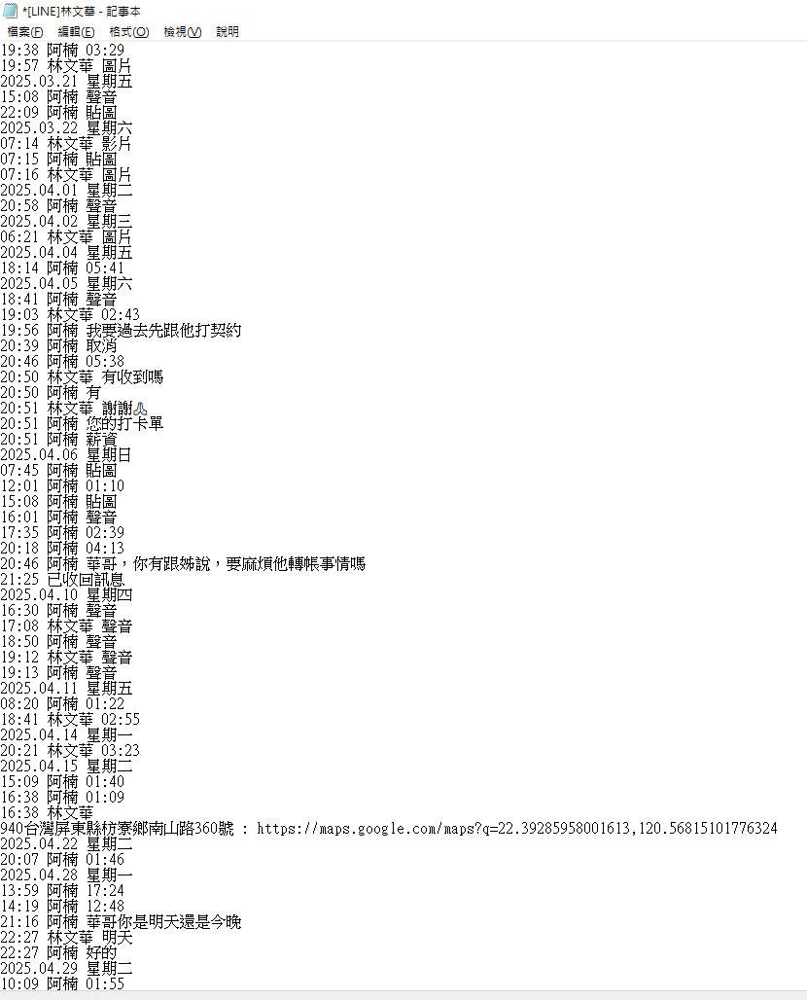 *[LINE]林文華 - 記事本
檔案(F) 編輯(E) 格式(O) 檢視(V) 說明
19:38 阿楠 03:29
19:57 林文華 圖片
2025.03.21 星期五
15:08 阿楠 聲音
22:09 阿楠 貼圖
2025.03.22 星期六
07:14 林文華 影片
07:15 阿楠 貼圖
07:16 林文華 圖片
2025.04.01 星期二
20:58 阿楠 聲音
2025.04.02 星期三
06:21 林文華 圖片
2025.04.04 星期五
18:14 阿楠 05:41
2025.04.05 星期六
18:41 阿楠 聲音
19:03 林文華 02:43
19:56 阿楠 我要過去先跟他打契約
20:39 阿楠 取消
20:46 阿楠 05:38
20:50 林文華 有收到嗎
20:50 阿楠 有
20:51 林文華 謝謝🙏
20:51 阿楠 您的打卡單
20:51 阿楠 薪資
2025.04.06 星期日
07:45 阿楠 貼圖
12:01 阿楠 01:10
15:08 阿楠 貼圖
16:01 阿楠 聲音
17:35 阿楠 02:39
20:18 阿楠 04:13
20:46 阿楠 華哥，你有跟姊說，要麻煩他轉帳事情嗎
21:25 已收回訊息
2025.04.10 星期四
16:30 阿楠 聲音
17:08 林文華 聲音
18:50 阿楠 聲音
19:12 林文華 聲音
19:13 阿楠 聲音
2025.04.11 星期五
08:20 阿楠 01:22
18:41 林文華 02:55
2025.04.14 星期一
20:21 林文華 03:23
2025.04.15 星期二
15:09 阿楠 01:40
16:38 阿楠 01:09
16:38 林文華
940台灣屏東縣枋寮鄉南山路360號 : https://maps.google.com/maps?q=22.39285958001613,120.56815101776324
2025.04.22 星期二
20:07 阿楠 01:46
2025.04.28 星期一
13:59 阿楠 17:24
14:19 阿楠 12:48
21:16 阿楠 華哥你是明天還是今晚
22:27 林文華 明天
22:27 阿楠 好的
2025.04.29 星期二
10:09 阿楠 01:55